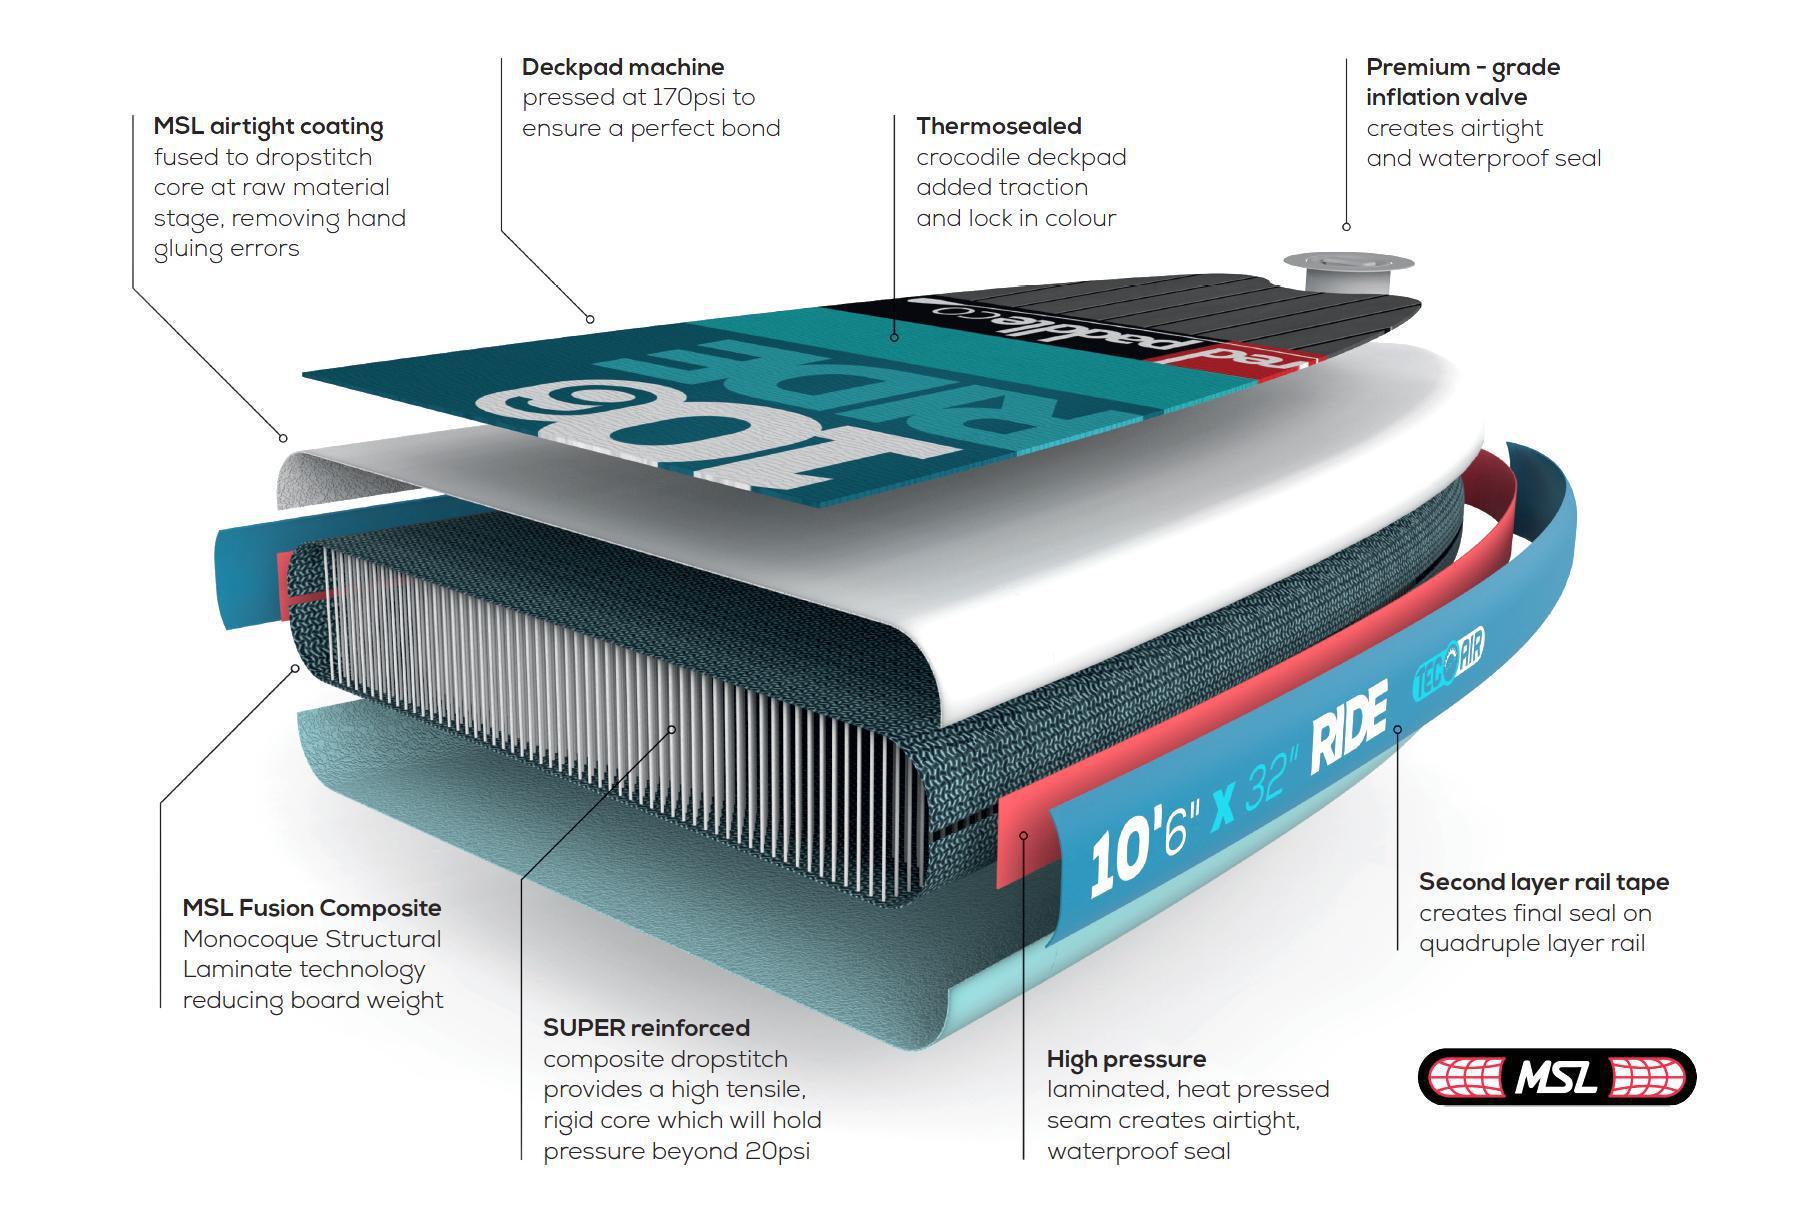 Deckpad machine
pressed at 170psi to
ensure a perfect bond
Premium - grade
inflation valve
creates airtight
and waterproof seal
MSL airtight coating
fused to dropstitch
core at raw material
stage, removing hand
gluing errors
Thermosealed
crocodile deckpad
added traction
and lock in colour
red paddle co
RIDE
106
TECAIR
RIDE
10'6" x 32"
MSL Fusion Composite
Monocoque Structural
Laminate technology
reducing board weight
SUPER reinforced
composite dropstitch
provides a high tensile,
rigid core which will hold
pressure beyond 20psi
High pressure
laminated, heat pressed
seam creates airtight,
waterproof seal
Second layer rail tape
creates final seal on
quadruple layer rail
MSL